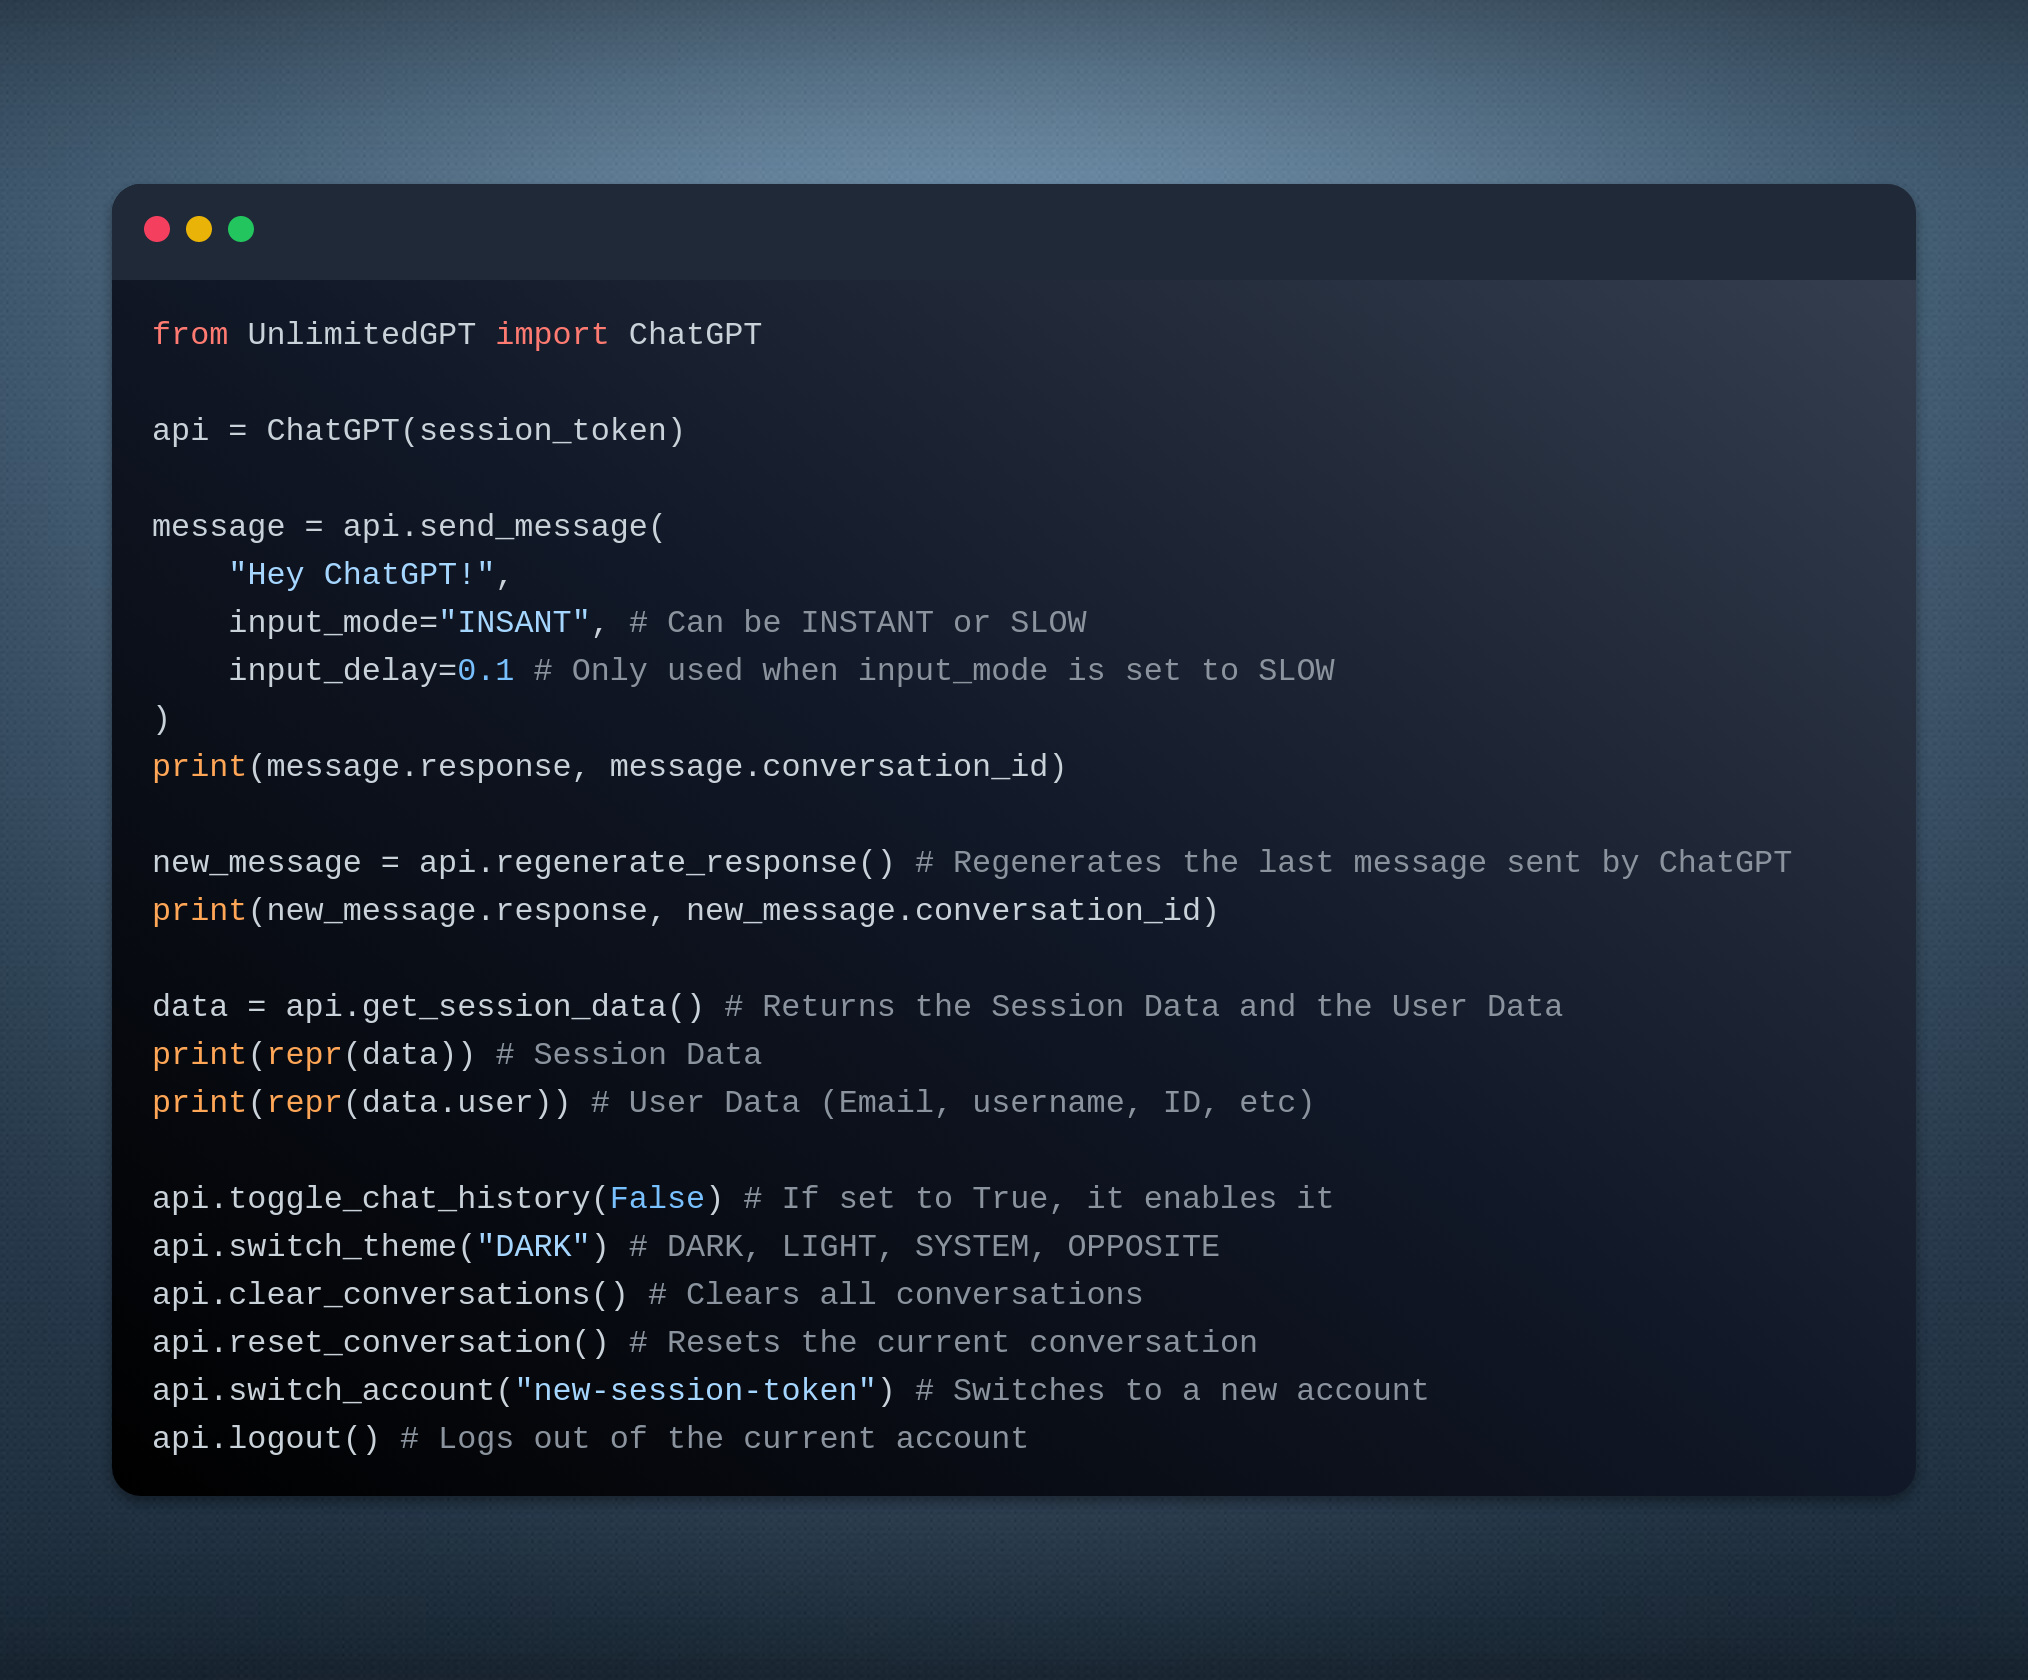 from UnlimitedGPT import ChatGPT
api = ChatGPT(session_token)
message = api.send_message(
    "Hey ChatGPT!",
    input_mode="INSANT", # Can be INSTANT or SLOW
    input_delay=0.1 # Only used when input_mode is set to SLOW
)
print(message.response, message.conversation_id)
new_message = api.regenerate_response() # Regenerates the last message sent by ChatGPT
print(new_message.response, new_message.conversation_id)
data = api.get_session_data() # Returns the Session Data and the User Data
print(repr(data)) # Session Data
print(repr(data.user)) # User Data (Email, username, ID, etc)
api.toggle_chat_history(False) # If set to True, it enables it
api.switch_theme("DARK") # DARK, LIGHT, SYSTEM, OPPOSITE
api.clear_conversations() # Clears all conversations
api.reset_conversation() # Resets the current conversation
api.switch_account("new-session-token") # Switches to a new account
api.logout() # Logs out of the current account